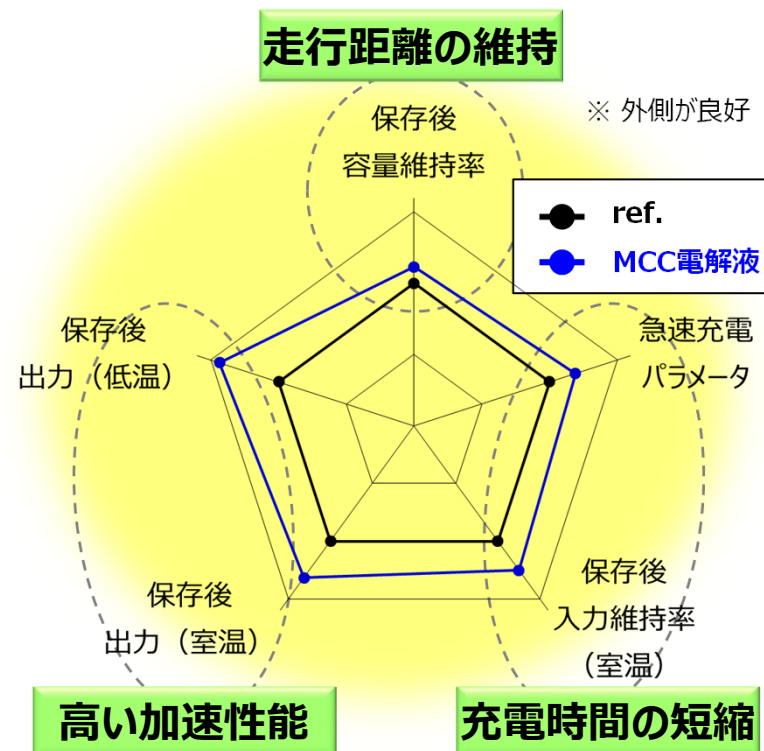 走行距離の維持
※ 外側が良好
保存後
容量維持率
ref.
MCC電解液
保存後
出力（低温）
急速充電
パラメータ
保存後
出力（室温）
保存後
入力維持率
（室温）
高い加速性能
充電時間の短縮